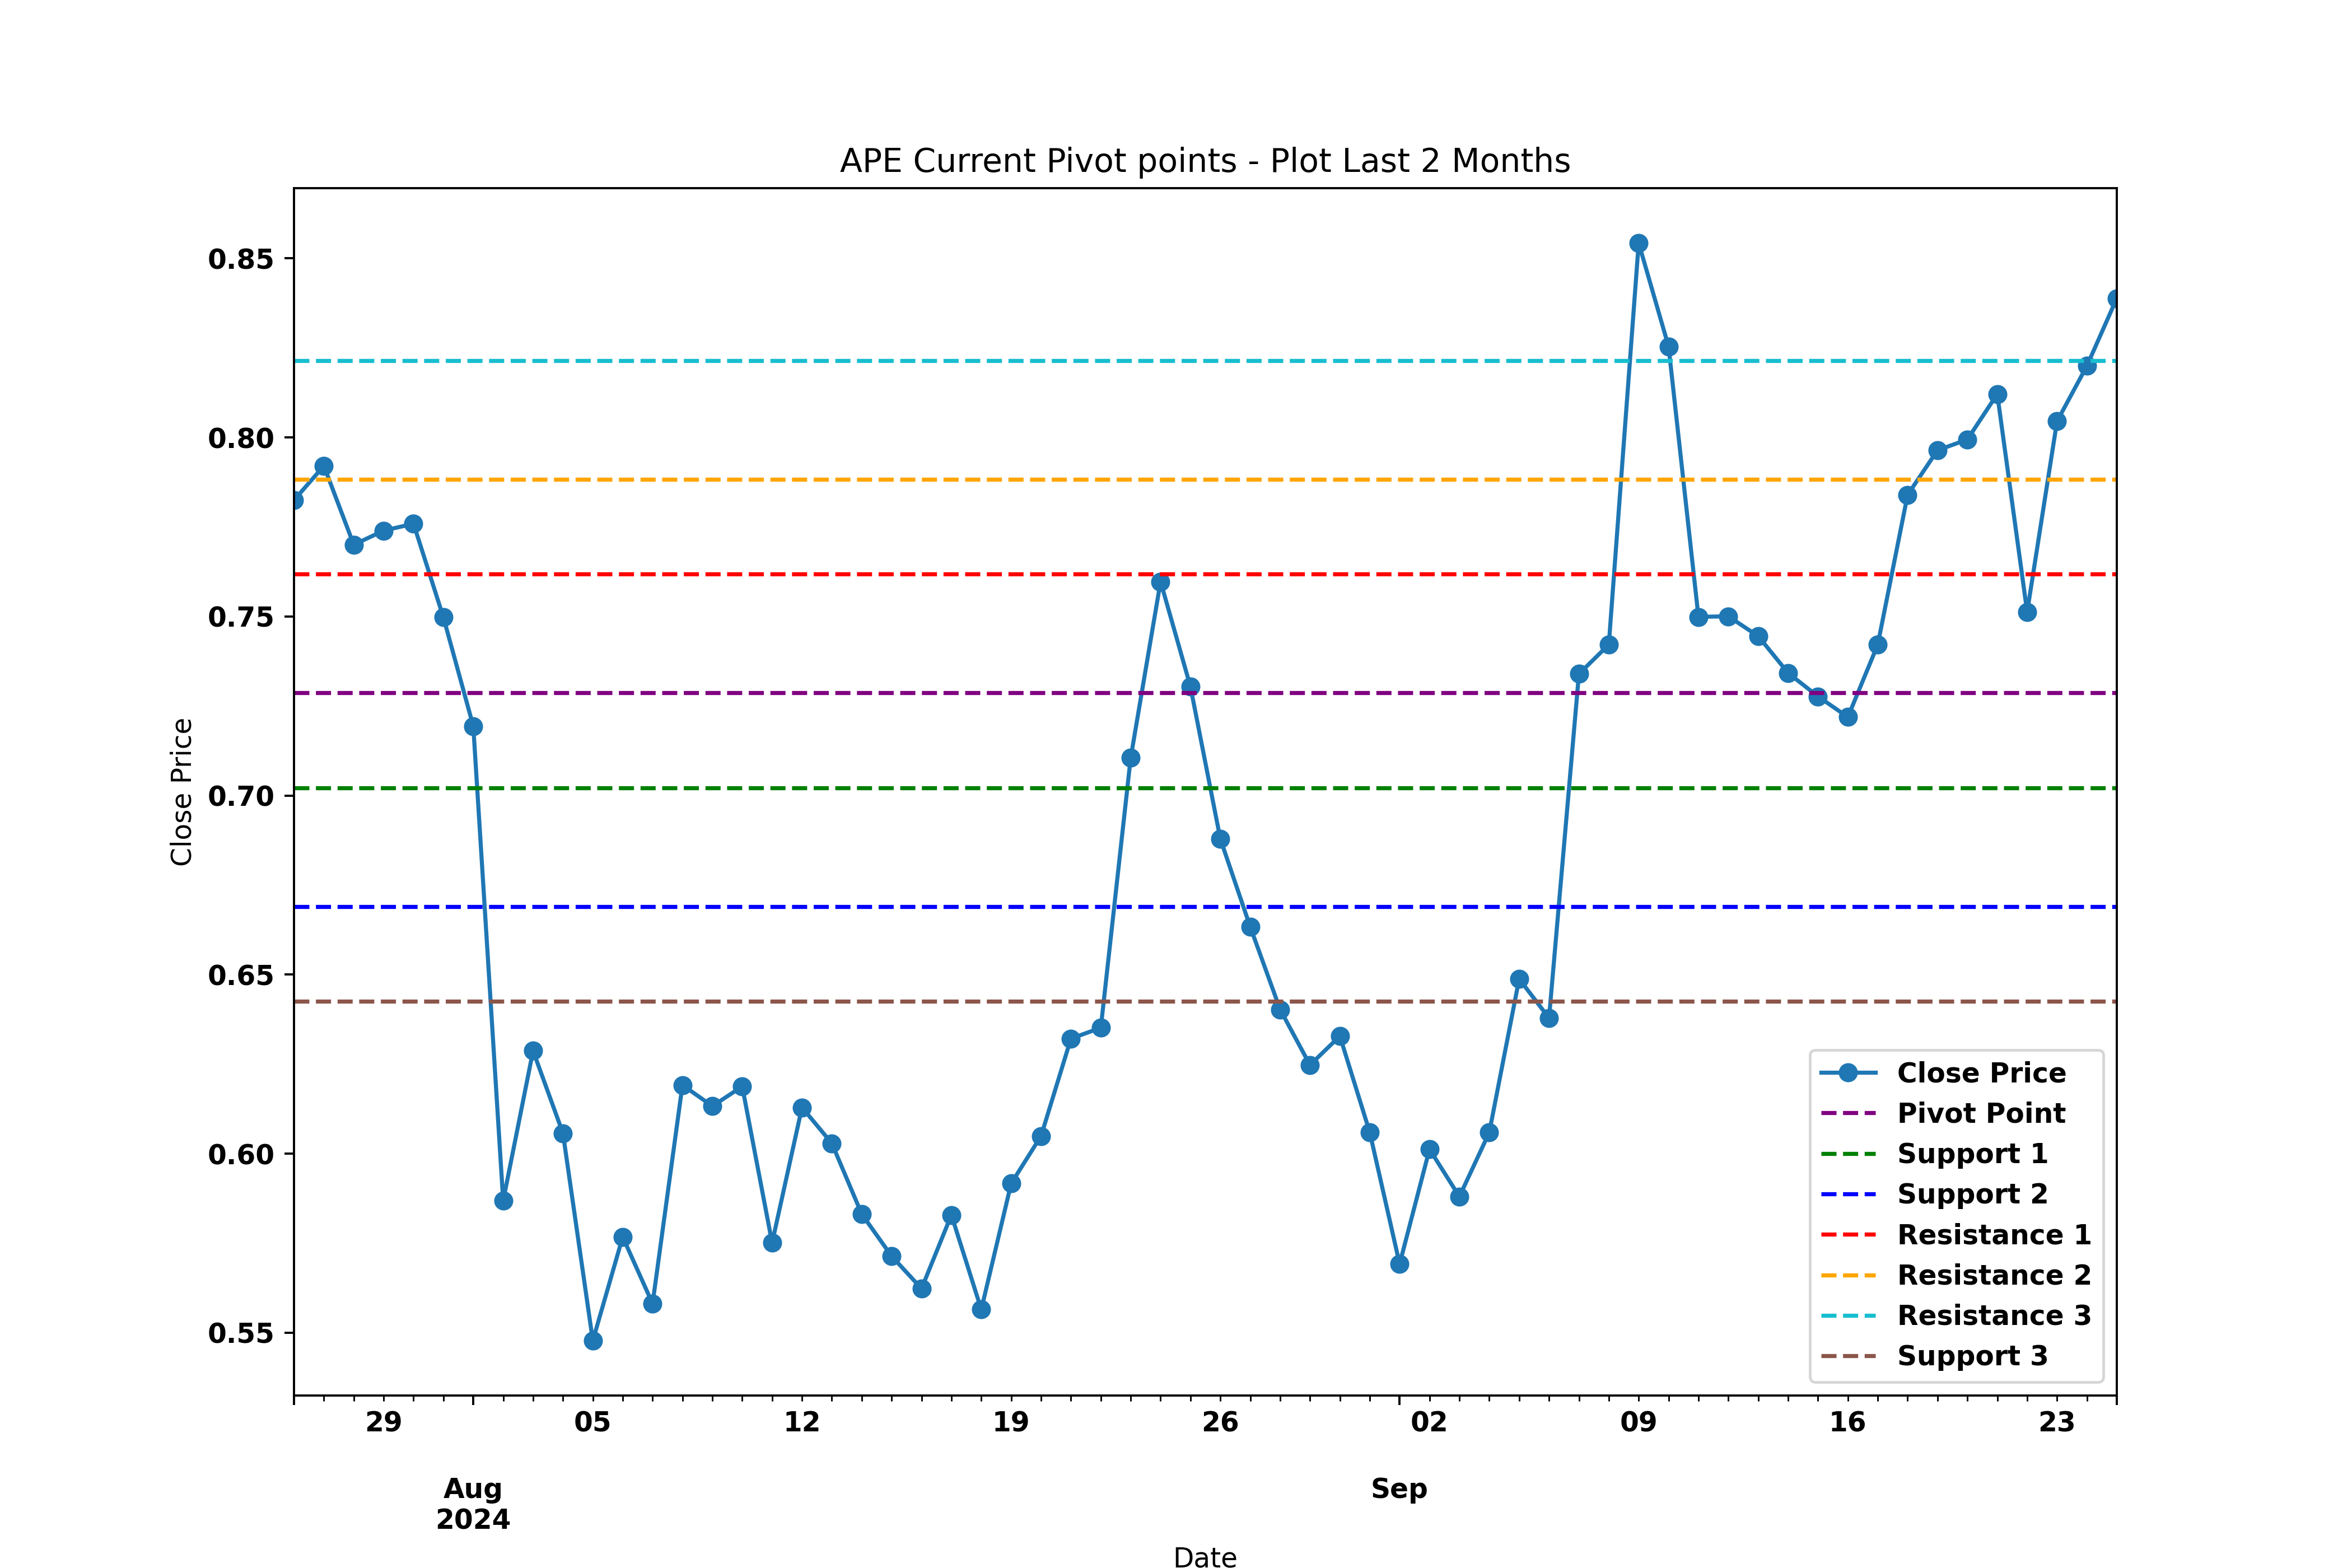 APE Current Pivot points - Plot Last 2 Months
0.85
0.80
0.75
0.70
0.65
0.60
0.55
Close Price
Close Price
Pivot Point
Support 1
Support 2
Resistance 1
Resistance 2
Resistance 3
Support 3
29 05 12 19 26 02 09 16 23
Aug Sep
2024
Date